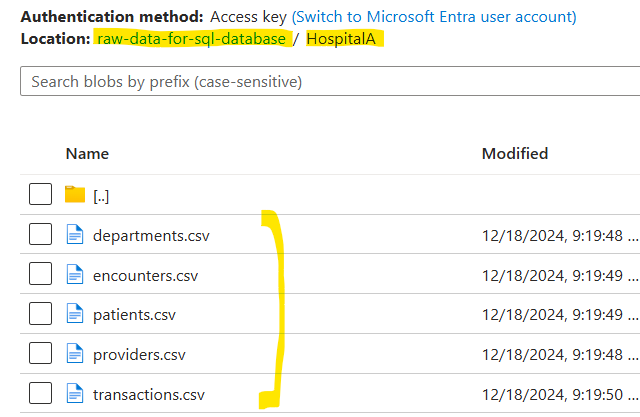 Authentication method: Access key (Switch to Microsoft Entra user account)
Location: raw-data-for-sql-database / HospitalA
Search blobs by prefix (case-sensitive)
Name Modified
[..]
departments.csv 12/18/2024, 9:19:48 ...
encounters.csv 12/18/2024, 9:19:49 ...
patients.csv 12/18/2024, 9:19:49 ...
providers.csv 12/18/2024, 9:19:48 ...
transactions.csv 12/18/2024, 9:19:50 ...